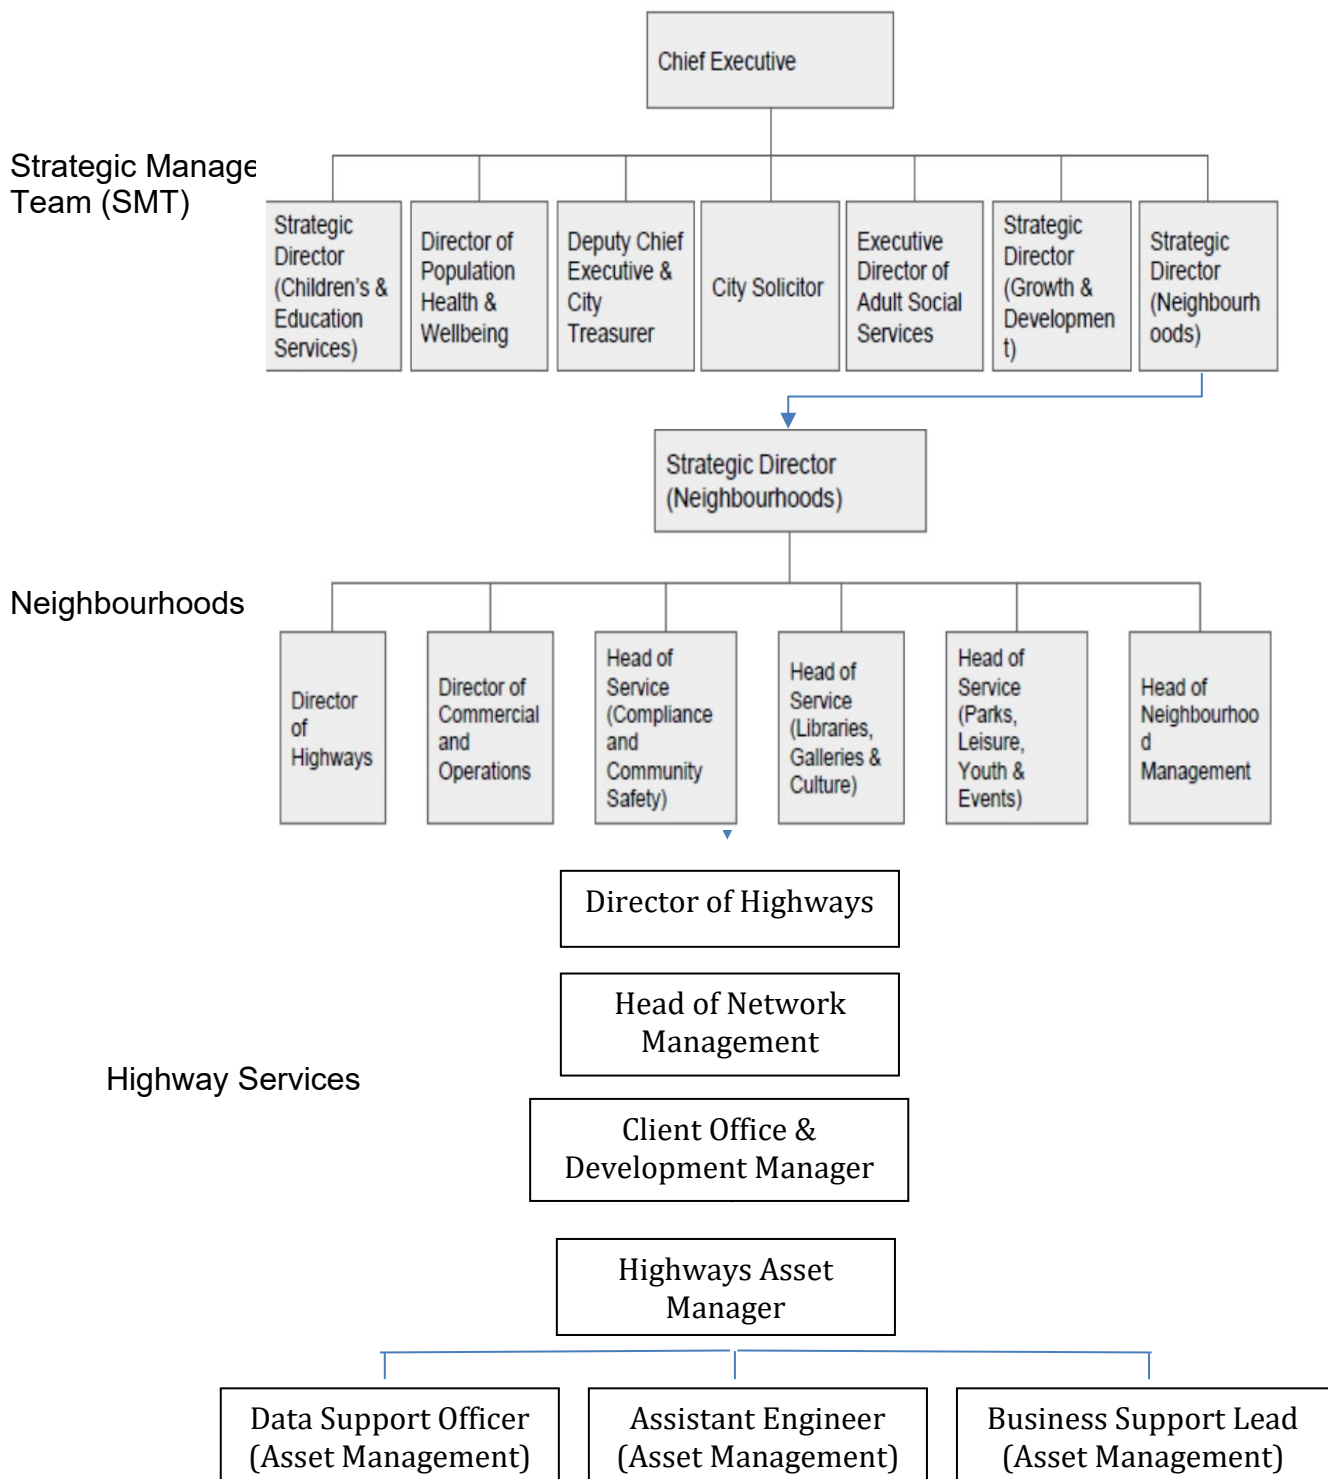 Chief Executive
Strategic Manage
Team (SMT)
Strategic
Director
(Children's &
Education
Services)
Director of
Population
Health &
Wellbeing
Deputy Chief
Executive &
City
Treasurer
City Solicitor
Executive
Director of
Adult Social
Services
Strategic
Director
(Growth &
Developmen
t)
Strategic
Director
(Neighbourh
oods)
Strategic Director
(Neighbourhoods)
Neighbourhoods
Director
of
Highways
Director of
Commercial
and
Operations
Head of
Service
(Compliance
and
Community
Safety)
Head of
Service
(Libraries,
Galleries &
Culture)
Head of
Service
(Parks,
Leisure,
Youth &
Events)
Head of
Neighbourhoo
d
Management
Director of Highways
Head of Network
Management
Highway Services
Client Office &
Development Manager
Highways Asset
Manager
Data Support Officer
(Asset Management)
Assistant Engineer
(Asset Management)
Business Support Lead
(Asset Management)